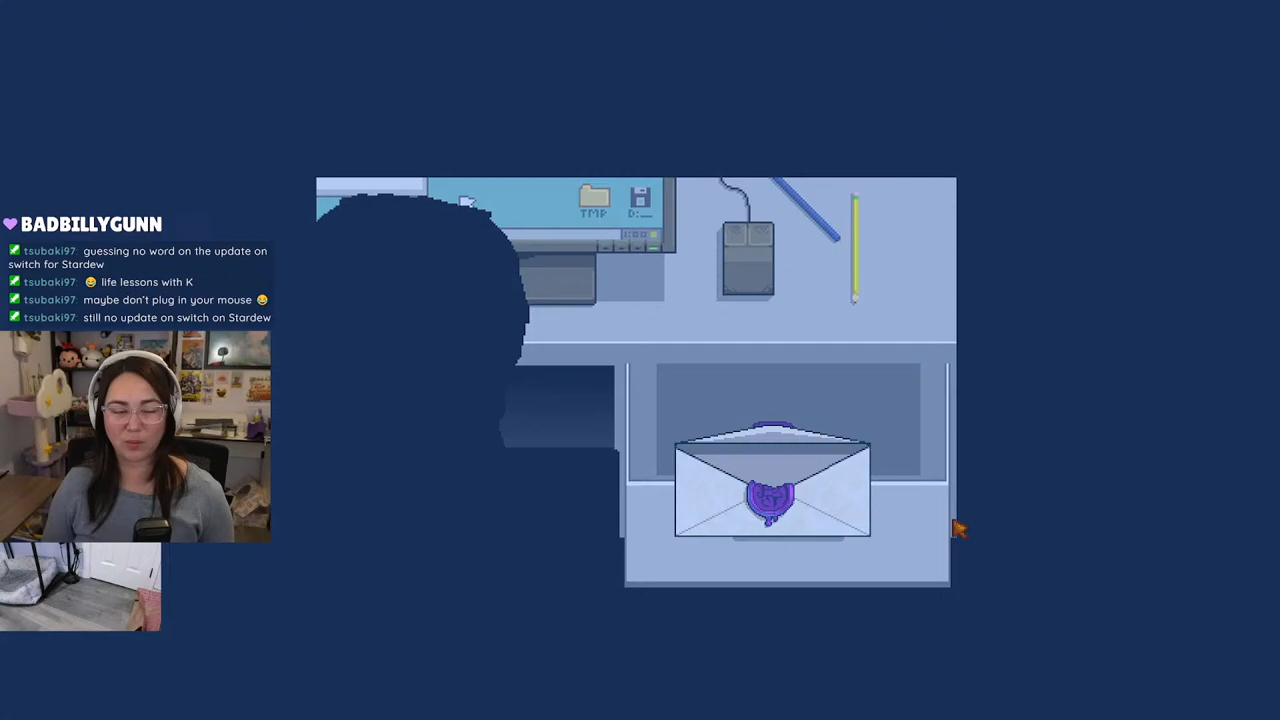 TMP
D:__
BADBILLYGUNN
tsubaki97: guessing no word on the update on
switch for Stardew
tsubaki97: 😂 life lessons with K
tsubaki97: maybe don't plug in your mouse 😂
tsubaki97: still no update on switch on Stardew